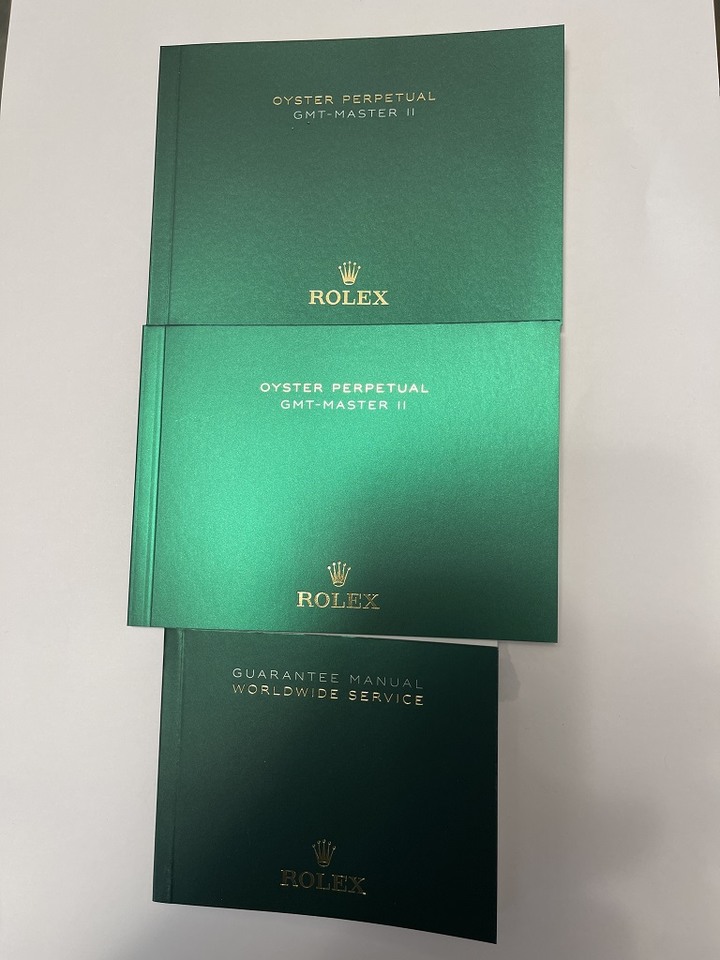 OYSTER PERPETUAL
GMT-MASTER II
ROLEX
OYSTER PERPETUAL
GMT-MASTER II
ROLEX
GUARANTEE MANUAL
WORLDWIDE SERVICE
ROLEX